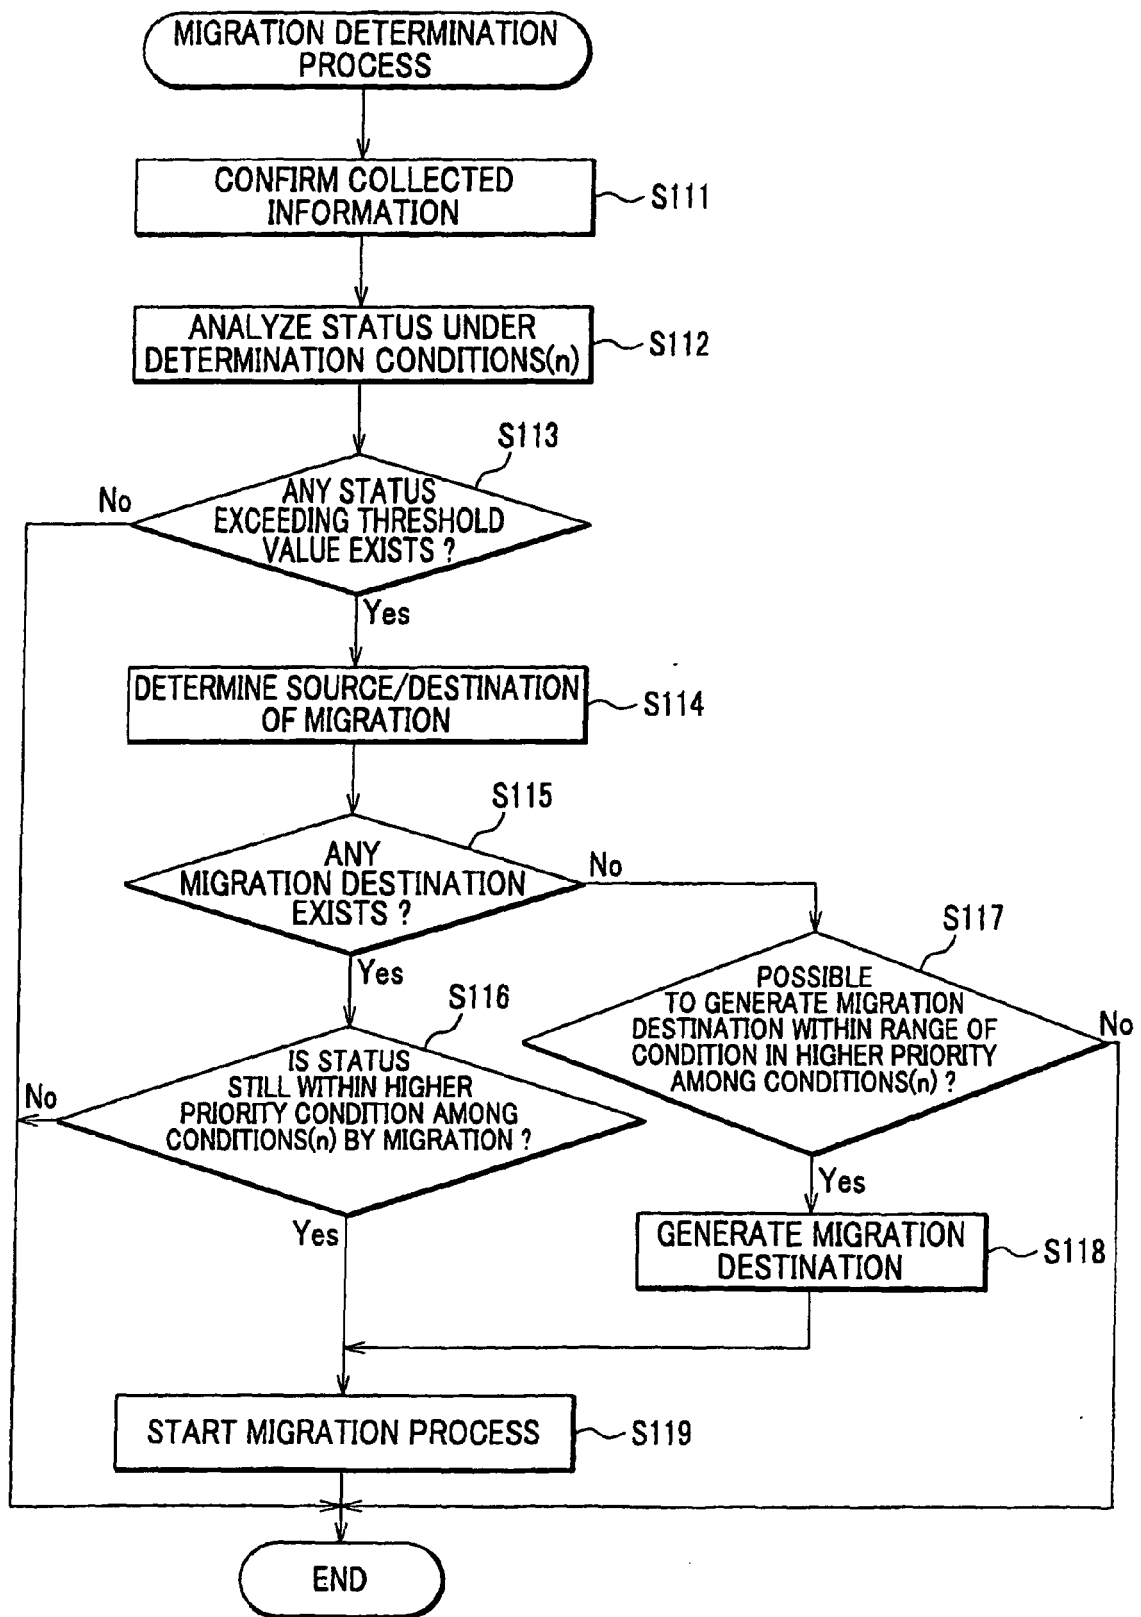 MIGRATION DETERMINATION
PROCESS
CONFIRM COLLECTED
INFORMATION
S111
ANALYZE STATUS UNDER
DETERMINATION CONDITIONS(n)
S112
S113
No
ANY STATUS
EXCEEDING THRESHOLD
VALUE EXISTS ?
Yes
DETERMINE SOURCE/DESTINATION
OF MIGRATION
S114
S115
ANY
MIGRATION DESTINATION
EXISTS ?
No
Yes
S117
POSSIBLE
TO GENERATE MIGRATION
DESTINATION WITHIN RANGE OF
CONDITION IN HIGHER PRIORITY
AMONG CONDITIONS(n) ?
No
S116
IS STATUS
STILL WITHIN HIGHER
PRIORITY CONDITION AMONG
CONDITIONS(n) BY MIGRATION ?
No
Yes
Yes
GENERATE MIGRATION
DESTINATION
S118
START MIGRATION PROCESS
S119
END